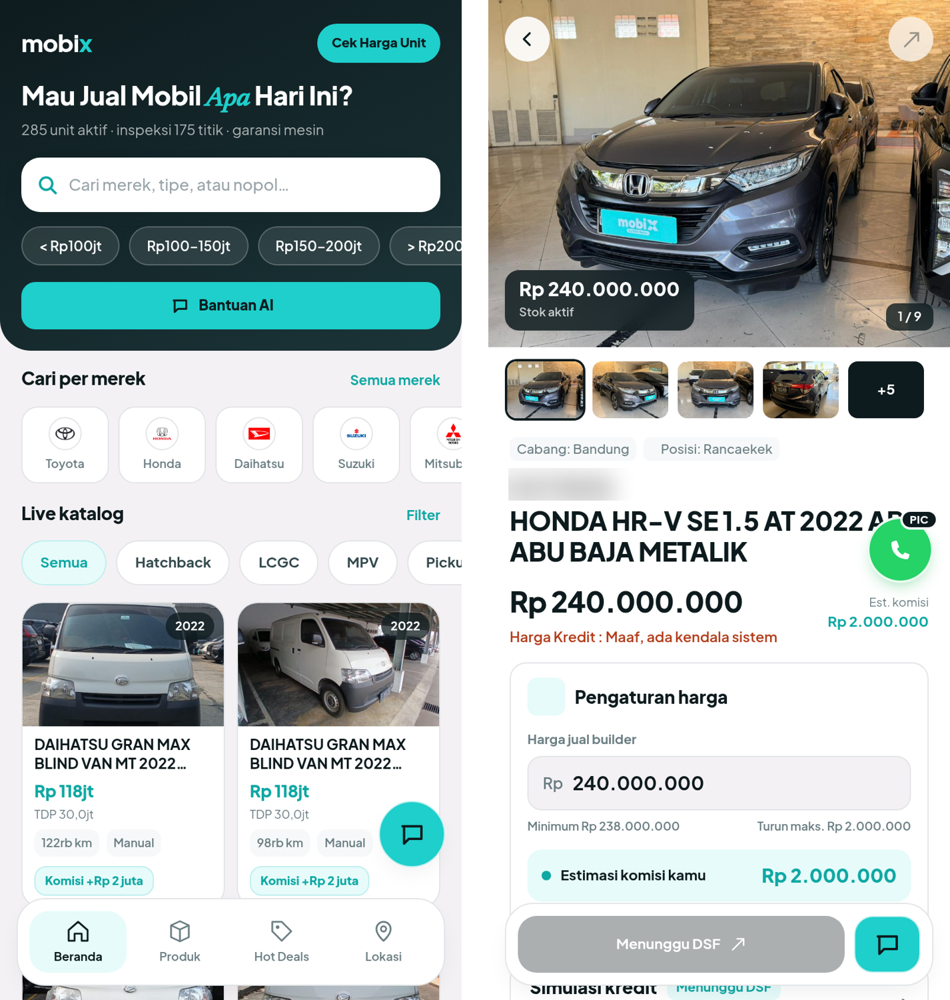 mobix
Cek Harga Unit
Mau Jual Mobil Apa Hari Ini?
285 unit aktif · inspeksi 175 titik · garansi mesin
Cari merek, tipe, atau nopol...
< Rp100jt
Rp100–150jt
Rp150–200jt
> Rp200
Bantuan AI
Cari per merek
Semua merek
HONDA
SUZUKI
MITSUBISHI
MOTORS
Toyota
Honda
Daihatsu
Suzuki
Mitsub
Live katalog
Filter
Semua
Hatchback
LCGC
MPV
Picku
2022
2022
DAIHATSU GRAN MAX
BLIND VAN MT 2022...
Rp 118jt
TDP 30,0jt
122rb km
Manual
Komisi +Rp 2 juta
DAIHATSU GRAN MAX
BLIND VAN MT 2022...
Rp 118jt
TDP 30,0jt
98rb km
Manual
Komisi +Rp 2 juta
Beranda
Produk
Hot Deals
Lokasi
mobix
Rp 240.000.000
Stok aktif
1 / 9
+5
Cabang: Bandung
Posisi: Rancaekek
HONDA HR-V SE 1.5 AT 2022 AB
PIC
ABU BAJA METALIK
Rp 240.000.000
Est. komisi
Rp 2.000.000
Harga Kredit : Maaf, ada kendala sistem
Pengaturan harga
Harga jual builder
Rp 240.000.000
Minimum Rp 238.000.000
Turun maks. Rp 2.000.000
Estimasi komisi kamu
Rp 2.000.000
Menunggu DSF
Simulasi kredit
Menunggu DSF